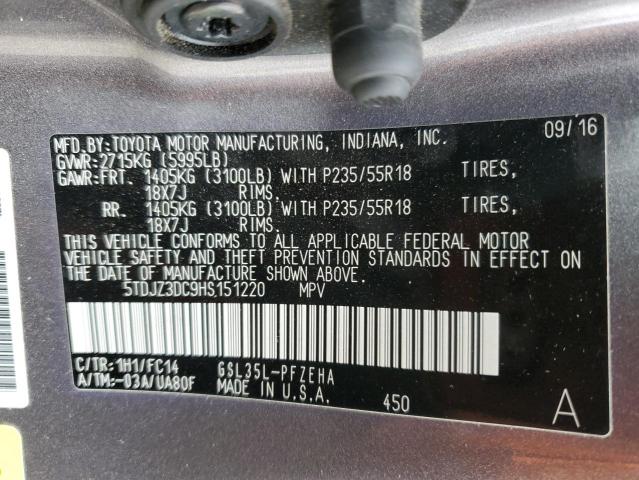 MFD. BY: TOYOTA MOTOR MANUFACTURING, INDIANA, INC. 09/16
GVWR: 2715KG (5995LB)
GAWR: FRT. 1405KG (3100LB) WITH P235/55R18 TIRES,
18X7J RIMS.
RR. 1405KG (3100LB) WITH P235/55R18 TIRES,
18X7J RIMS.
THIS VEHICLE CONFORMS TO ALL APPLICABLE FEDERAL MOTOR
VEHICLE SAFETY AND THEFT PREVENTION STANDARDS IN EFFECT ON
THE DATE OF MANUFACTURE SHOWN ABOVE.
5TDJZ3DC9HS151220 MPV
C/TR: 1H1/FC14 GSL35L-PFZEHA
A/TM: -03A/UA80F MADE IN U.S.A. 450 A